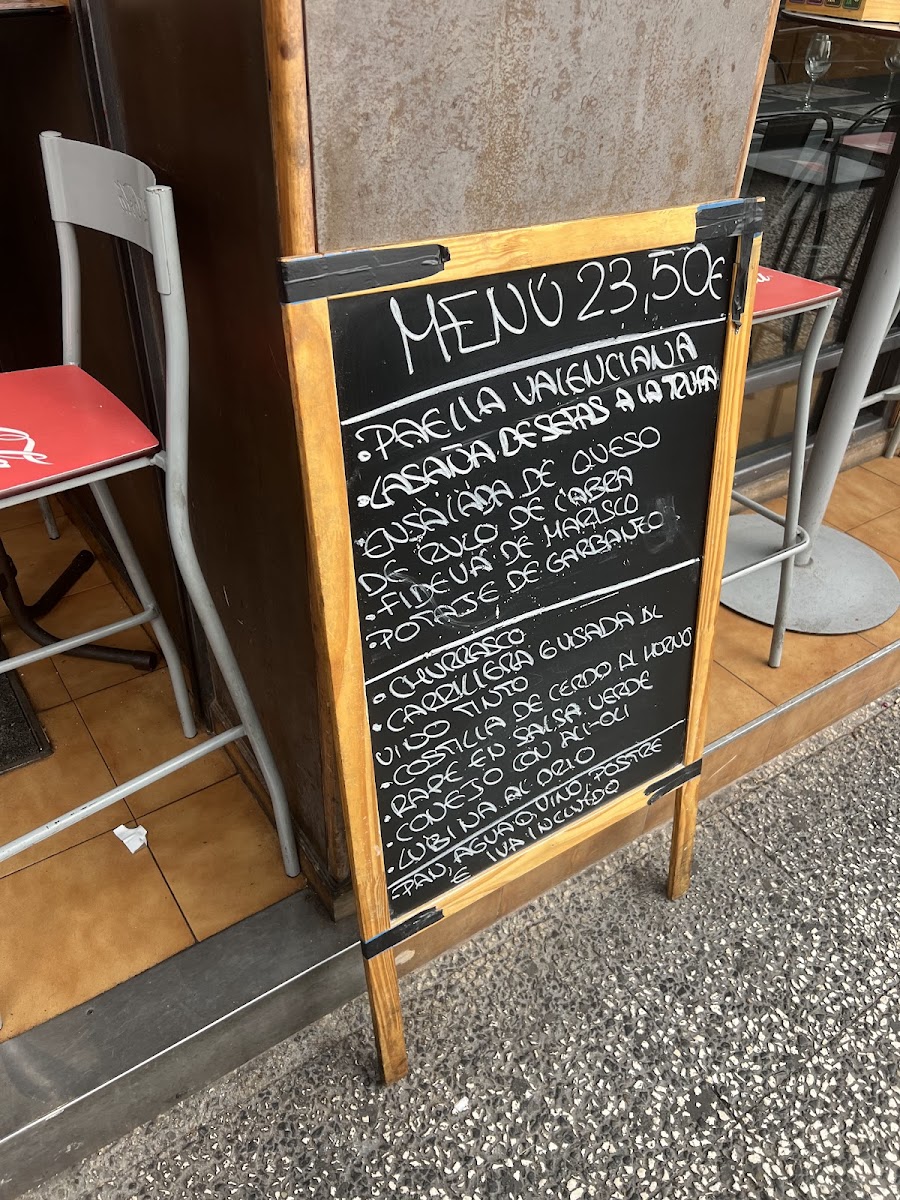 MENÚ 23,50€
• PAELLA VALENCIANA
• LASAÑA DE SETAS A LA TRUFA
• ENSALADA DE QUESO
DE RULO DE CABRA
• FIDEVÁ DE MARISCO
• POTAJE DE GARBANZO
• CHURRASCO
• CARRILLERA GUISADA AL
VINO TINTO
• COSTILLA DE CERDO AL HORNO
• RAPE EN SALSA VERDE
• CONEJO CON ALI-OLI
• LUBINA AL ORIO
- PAN, AGUA O VINO, POSTRE
E IVA INCLUIDO